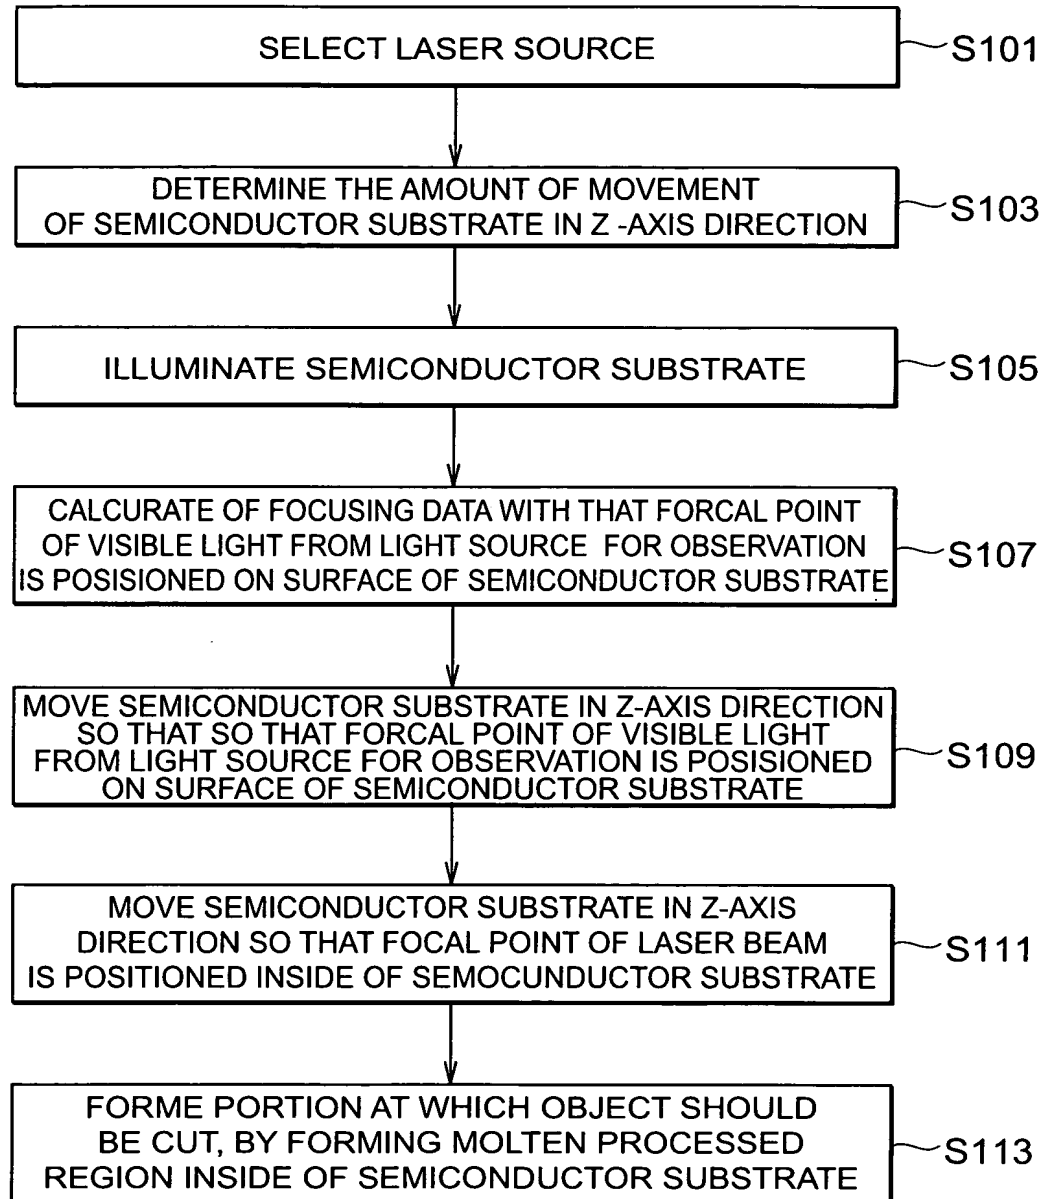 SELECT LASER SOURCE
S101
DETERMINE THE AMOUNT OF MOVEMENT
OF SEMICONDUCTOR SUBSTRATE IN Z -AXIS DIRECTION
S103
ILLUMINATE SEMICONDUCTOR SUBSTRATE
S105
CALCURATE OF FOCUSING DATA WITH THAT FORCAL POINT
OF VISIBLE LIGHT FROM LIGHT SOURCE FOR OBSERVATION
IS POSISIONED ON SURFACE OF SEMICONDUCTOR SUBSTRATE
S107
MOVE SEMICONDUCTOR SUBSTRATE IN Z-AXIS DIRECTION
SO THAT SO THAT FORCAL POINT OF VISIBLE LIGHT
FROM LIGHT SOURCE FOR OBSERVATION IS POSISIONED
ON SURFACE OF SEMICONDUCTOR SUBSTRATE
S109
MOVE SEMICONDUCTOR SUBSTRATE IN Z-AXIS
DIRECTION SO THAT FOCAL POINT OF LASER BEAM
IS POSITIONED INSIDE OF SEMOCUNDUCTOR SUBSTRATE
S111
FORME PORTION AT WHICH OBJECT SHOULD
BE CUT, BY FORMING MOLTEN PROCESSED
REGION INSIDE OF SEMICONDUCTOR SUBSTRATE
S113